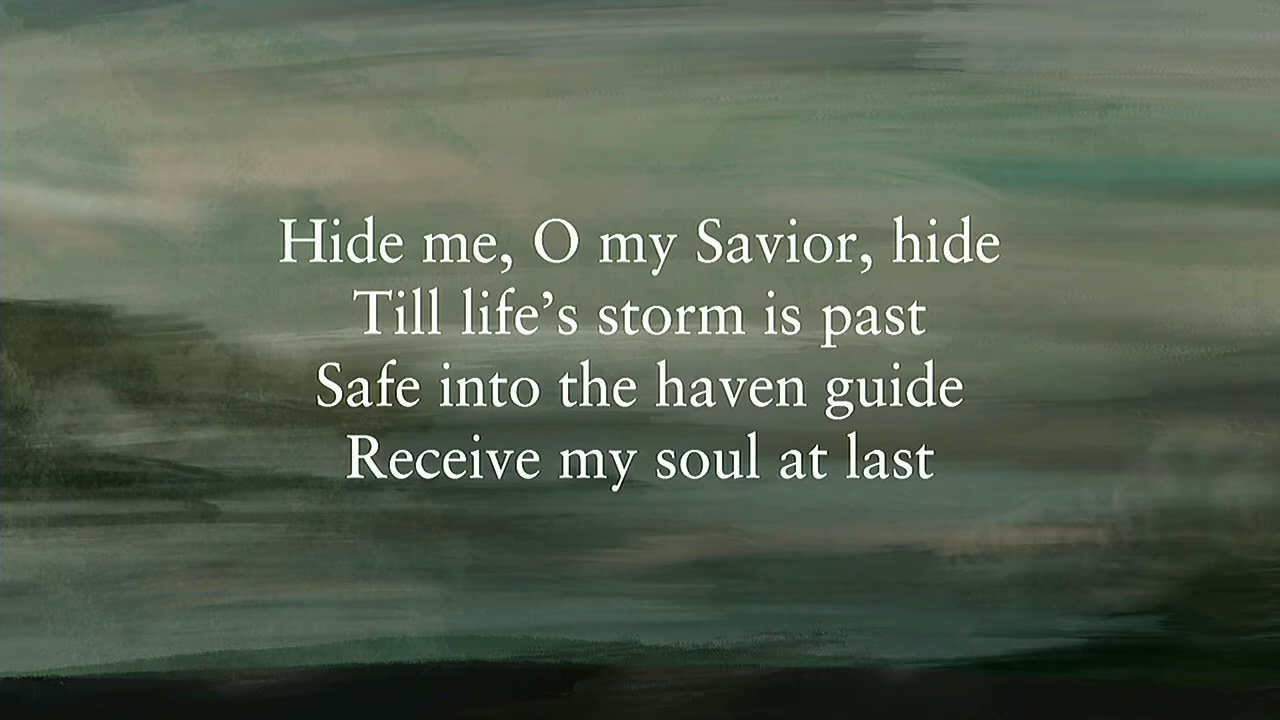 Hide me, O my Savior, hide
Till life’s storm is past
Safe into the haven guide
Receive my soul at last